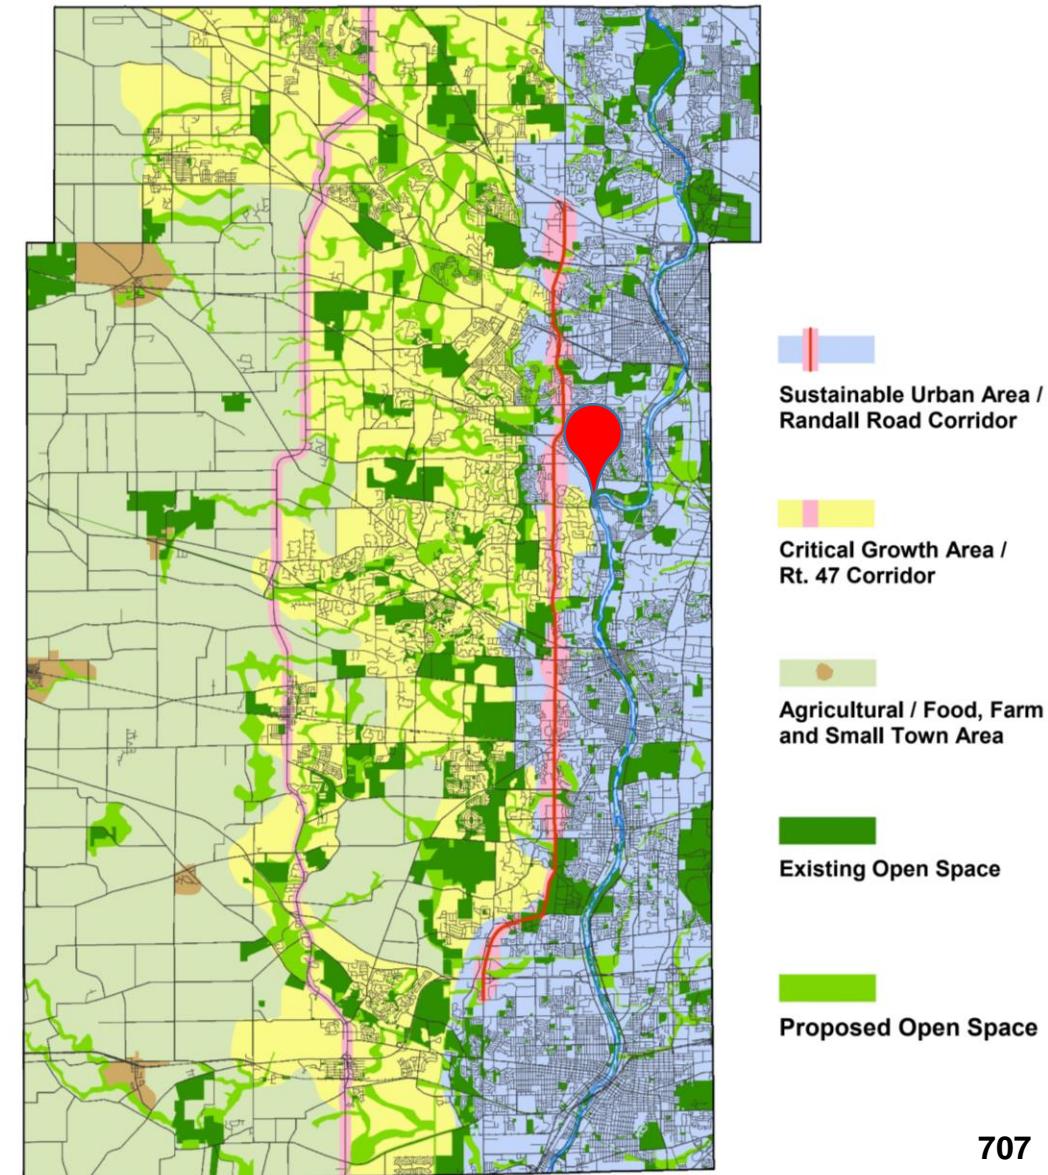 Sustainable Urban Area /
Randall Road Corridor
Critical Growth Area /
Rt. 47 Corridor
Agricultural / Food, Farm
and Small Town Area
Existing Open Space
Proposed Open Space
707